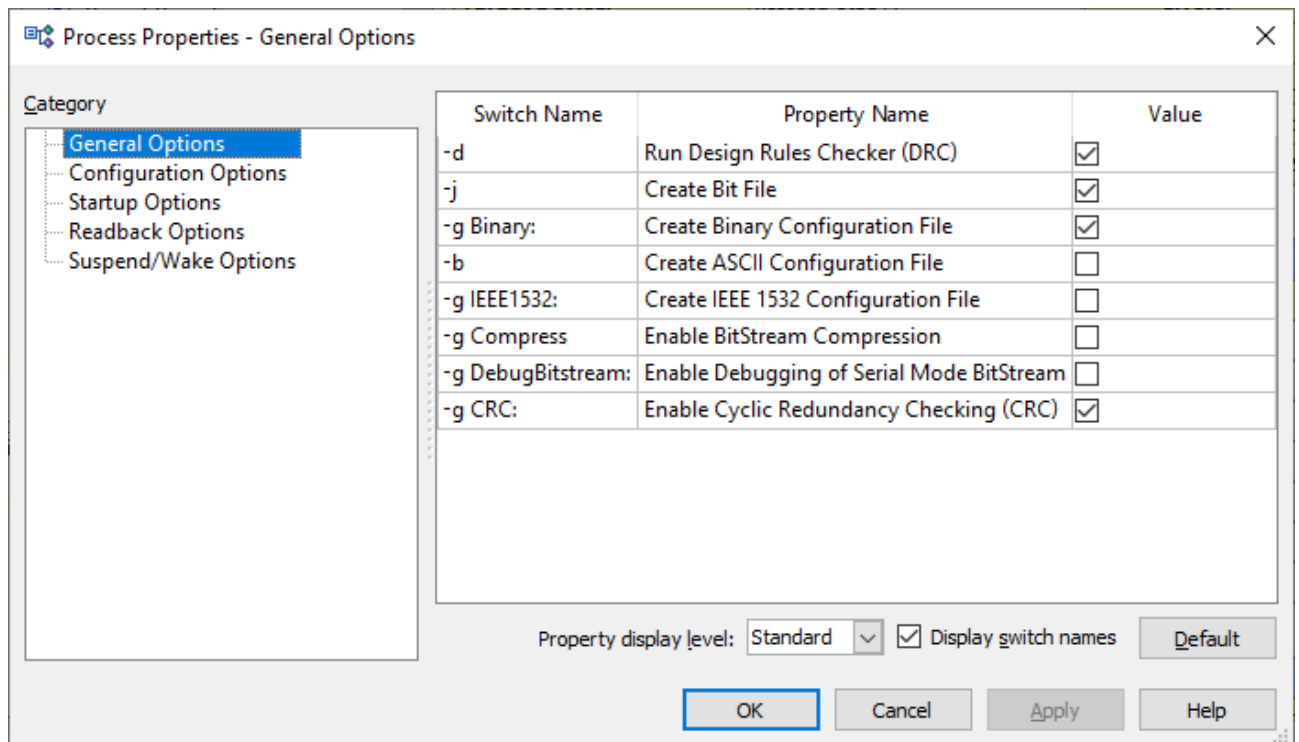 Process Properties - General Options
Category
General Options
Configuration Options
Startup Options
Readback Options
Suspend/Wake Options
Switch Name Property Name Value
-d Run Design Rules Checker (DRC)
-j Create Bit File
-g Binary: Create Binary Configuration File
-b Create ASCII Configuration File
-g IEEE1532: Create IEEE 1532 Configuration File
-g Compress Enable BitStream Compression
-g DebugBitstream: Enable Debugging of Serial Mode BitStream
-g CRC: Enable Cyclic Redundancy Checking (CRC)
Property display level: Standard Display switch names Default
OK Cancel Apply Help